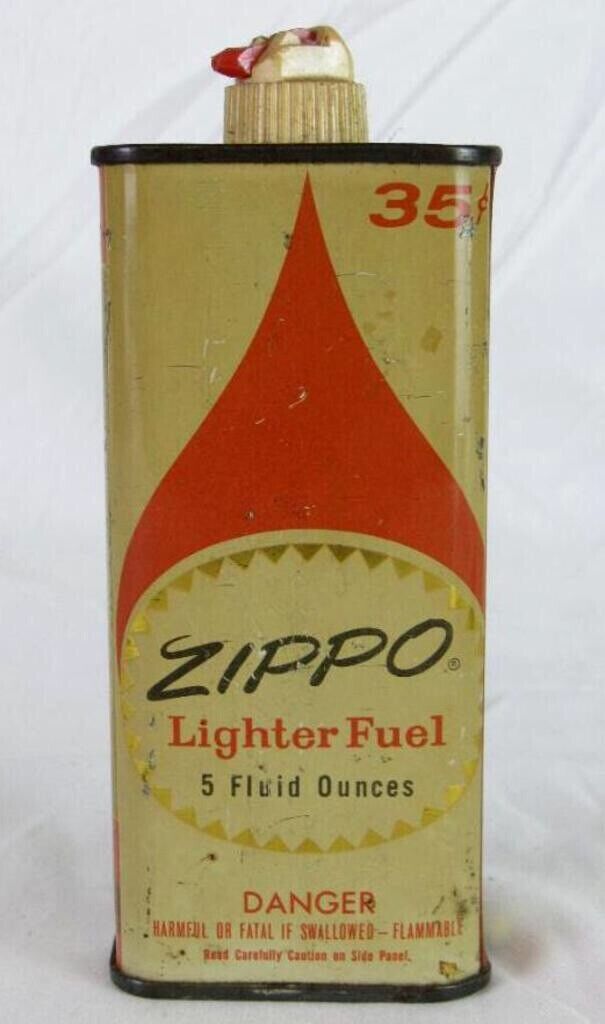 35¢
ZIPPO®
Lighter Fuel
5 Fluid Ounces
DANGER
HARMFUL OR FATAL IF SWALLOWED — FLAMMABLE
Read Carefully Caution on Side Panel.